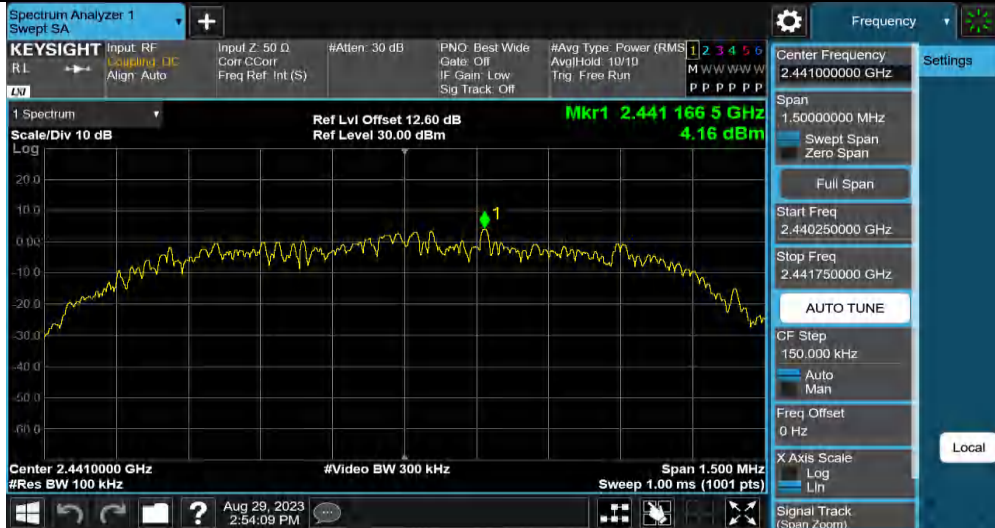 Spectrum Analyzer 1
Swept SA
+
Frequency
KEYSIGHT
RL
LXI
Input: RF
Coupling: DC
Align: Auto
Input Z: 50 Ω
Corr CCorr
Freq Ref: Int (S)
#Atten: 30 dB
PNO: Best Wide
Gate: Off
IF Gain: Low
Sig Track: Off
#Avg Type: Power (RMS
Avg|Hold: 10/10
Trig: Free Run
1 2 3 4 5 6
M W W W W W
P P P P P P
1 Spectrum
Scale/Div 10 dB
Log
Ref Lvl Offset 12.60 dB
Ref Level 30.00 dBm
Mkr1 2.441 166 5 GHz
4.16 dBm
20.0
10.0
0.00
-10.0
-20.0
-30.0
-40.0
-50.0
-60.0
1
Center 2.4410000 GHz
#Res BW 100 kHz
#Video BW 300 kHz
Span 1.500 MHz
Sweep 1.00 ms (1001 pts)
Center Frequency
2.441000000 GHz
Span
1.50000000 MHz
Swept Span
Zero Span
Full Span
Start Freq
2.440250000 GHz
Stop Freq
2.441750000 GHz
AUTO TUNE
CF Step
150.000 kHz
Auto
Man
Freq Offset
0 Hz
X Axis Scale
Log
Lin
Signal Track
(Span Zoom)
Settings
Local
?
Aug 29, 2023
2:54:09 PM